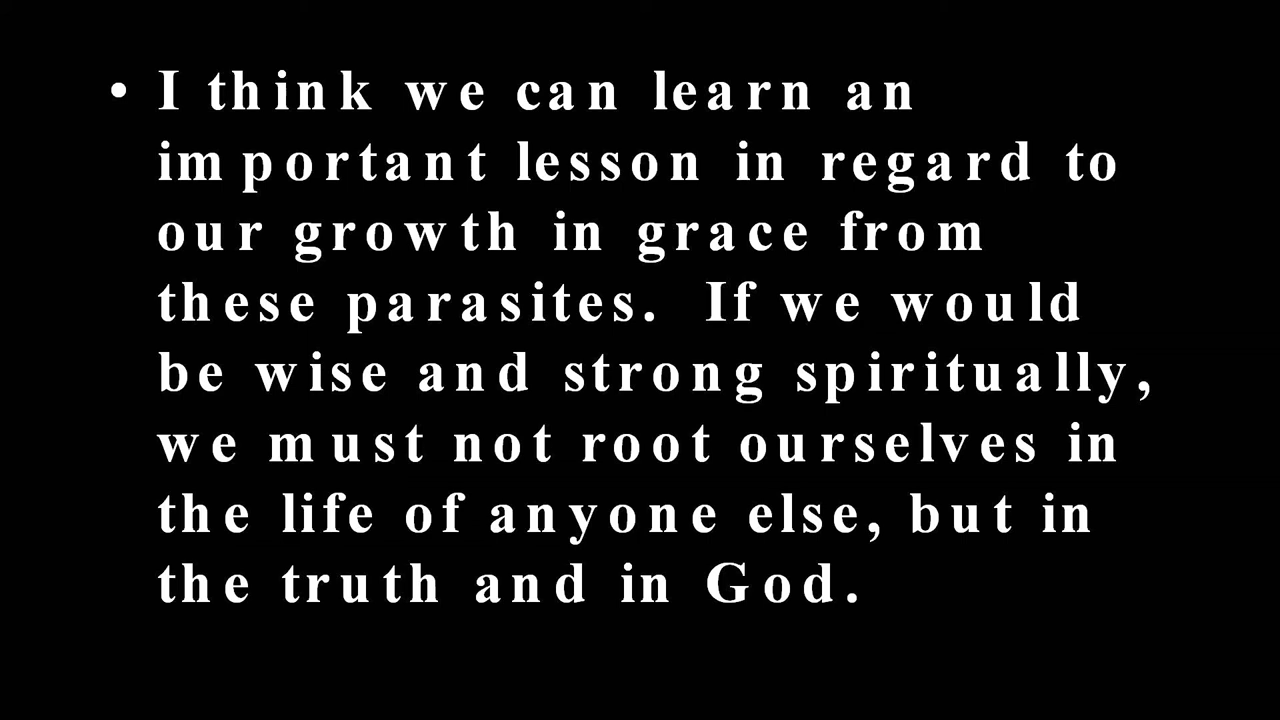 • I think we can learn an
important lesson in regard to
our growth in grace from
these parasites.  If we would
be wise and strong spiritually,
we must not root ourselves in
the life of anyone else, but in
the truth and in God.